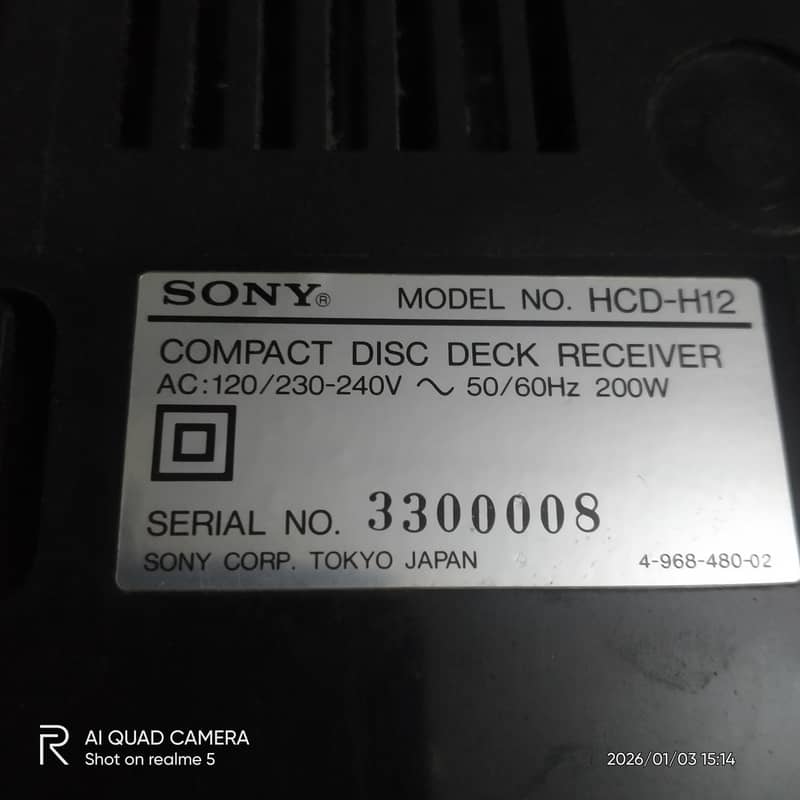 SONY® MODEL NO. HCD-H12
COMPACT DISC DECK RECEIVER
AC:120/230-240V ~ 50/60Hz 200W
SERIAL NO. 3300008
SONY CORP. TOKYO JAPAN 4-968-480-02
AI QUAD CAMERA
Shot on realme 5
2026/01/03 15:14